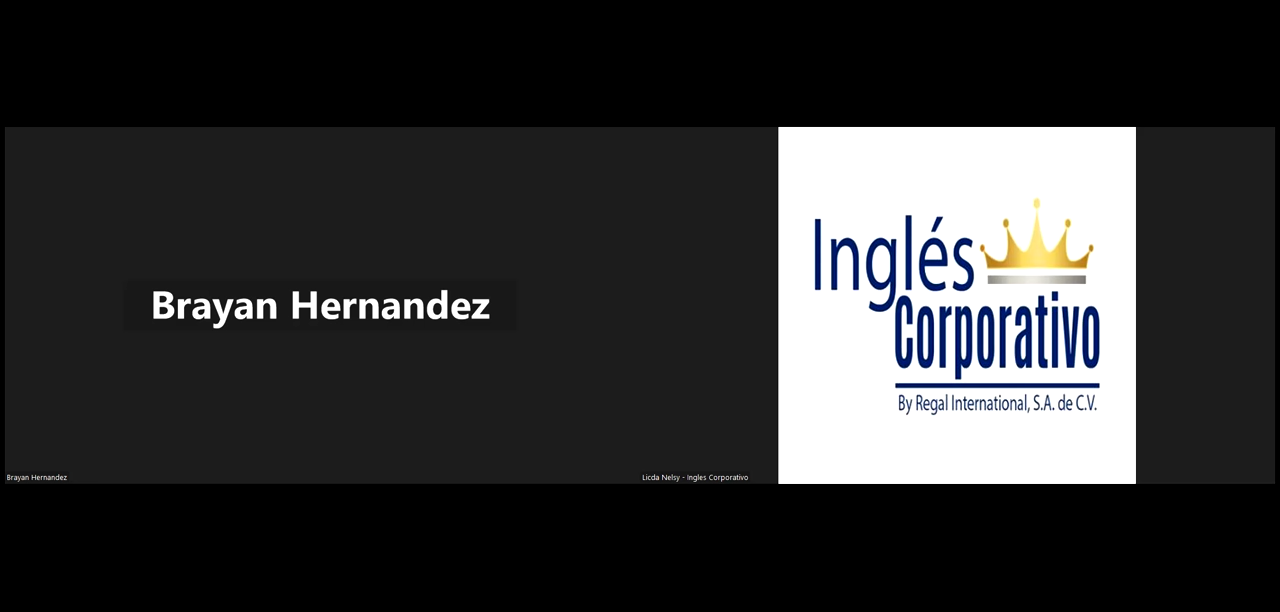 Brayan Hernandez
Brayan Hernandez
Licda Nelsy - Ingles Corporativo
Inglés
Corporativo
By Regal International, S.A. de C.V.